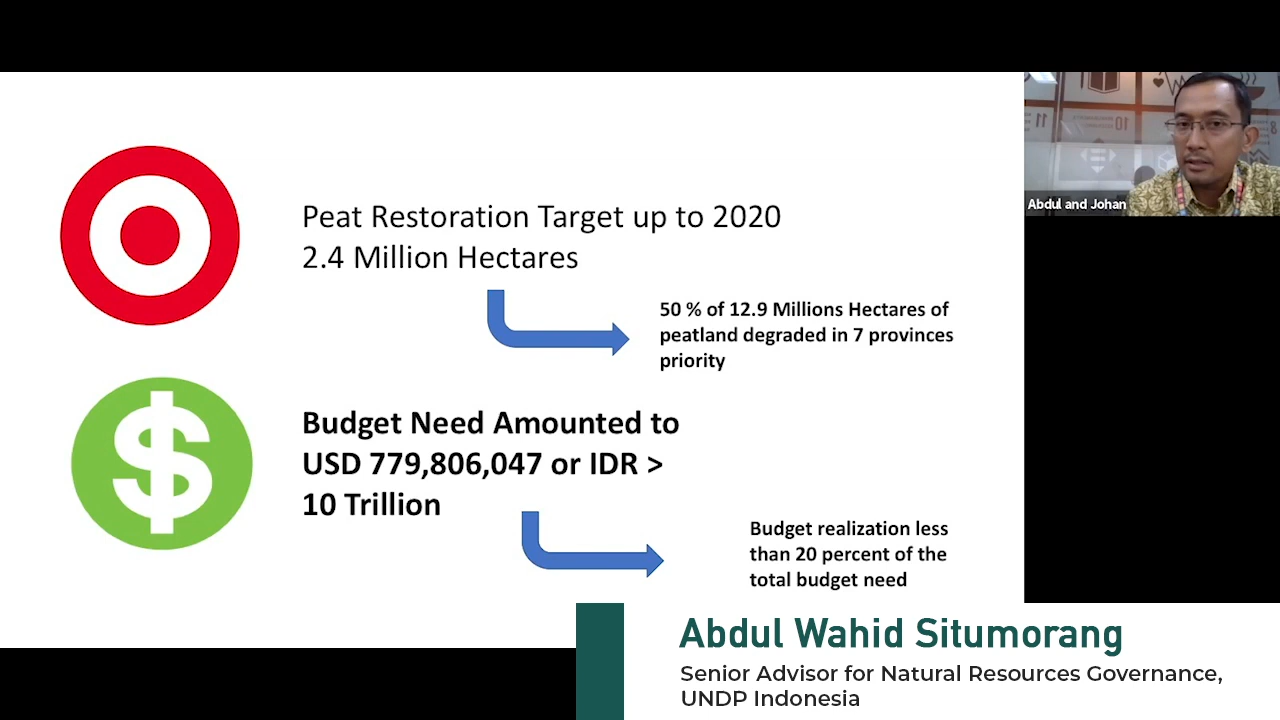 Peat Restoration Target up to 2020
2.4 Million Hectares
50 % of 12.9 Millions Hectares of
peatland degraded in 7 provinces
priority
Budget Need Amounted to
USD 779,806,047 or IDR >
10 Trillion
Budget realization less
than 20 percent of the
total budget need
Abdul and Johan
Abdul Wahid Situmorang
Senior Advisor for Natural Resources Governance,
UNDP Indonesia